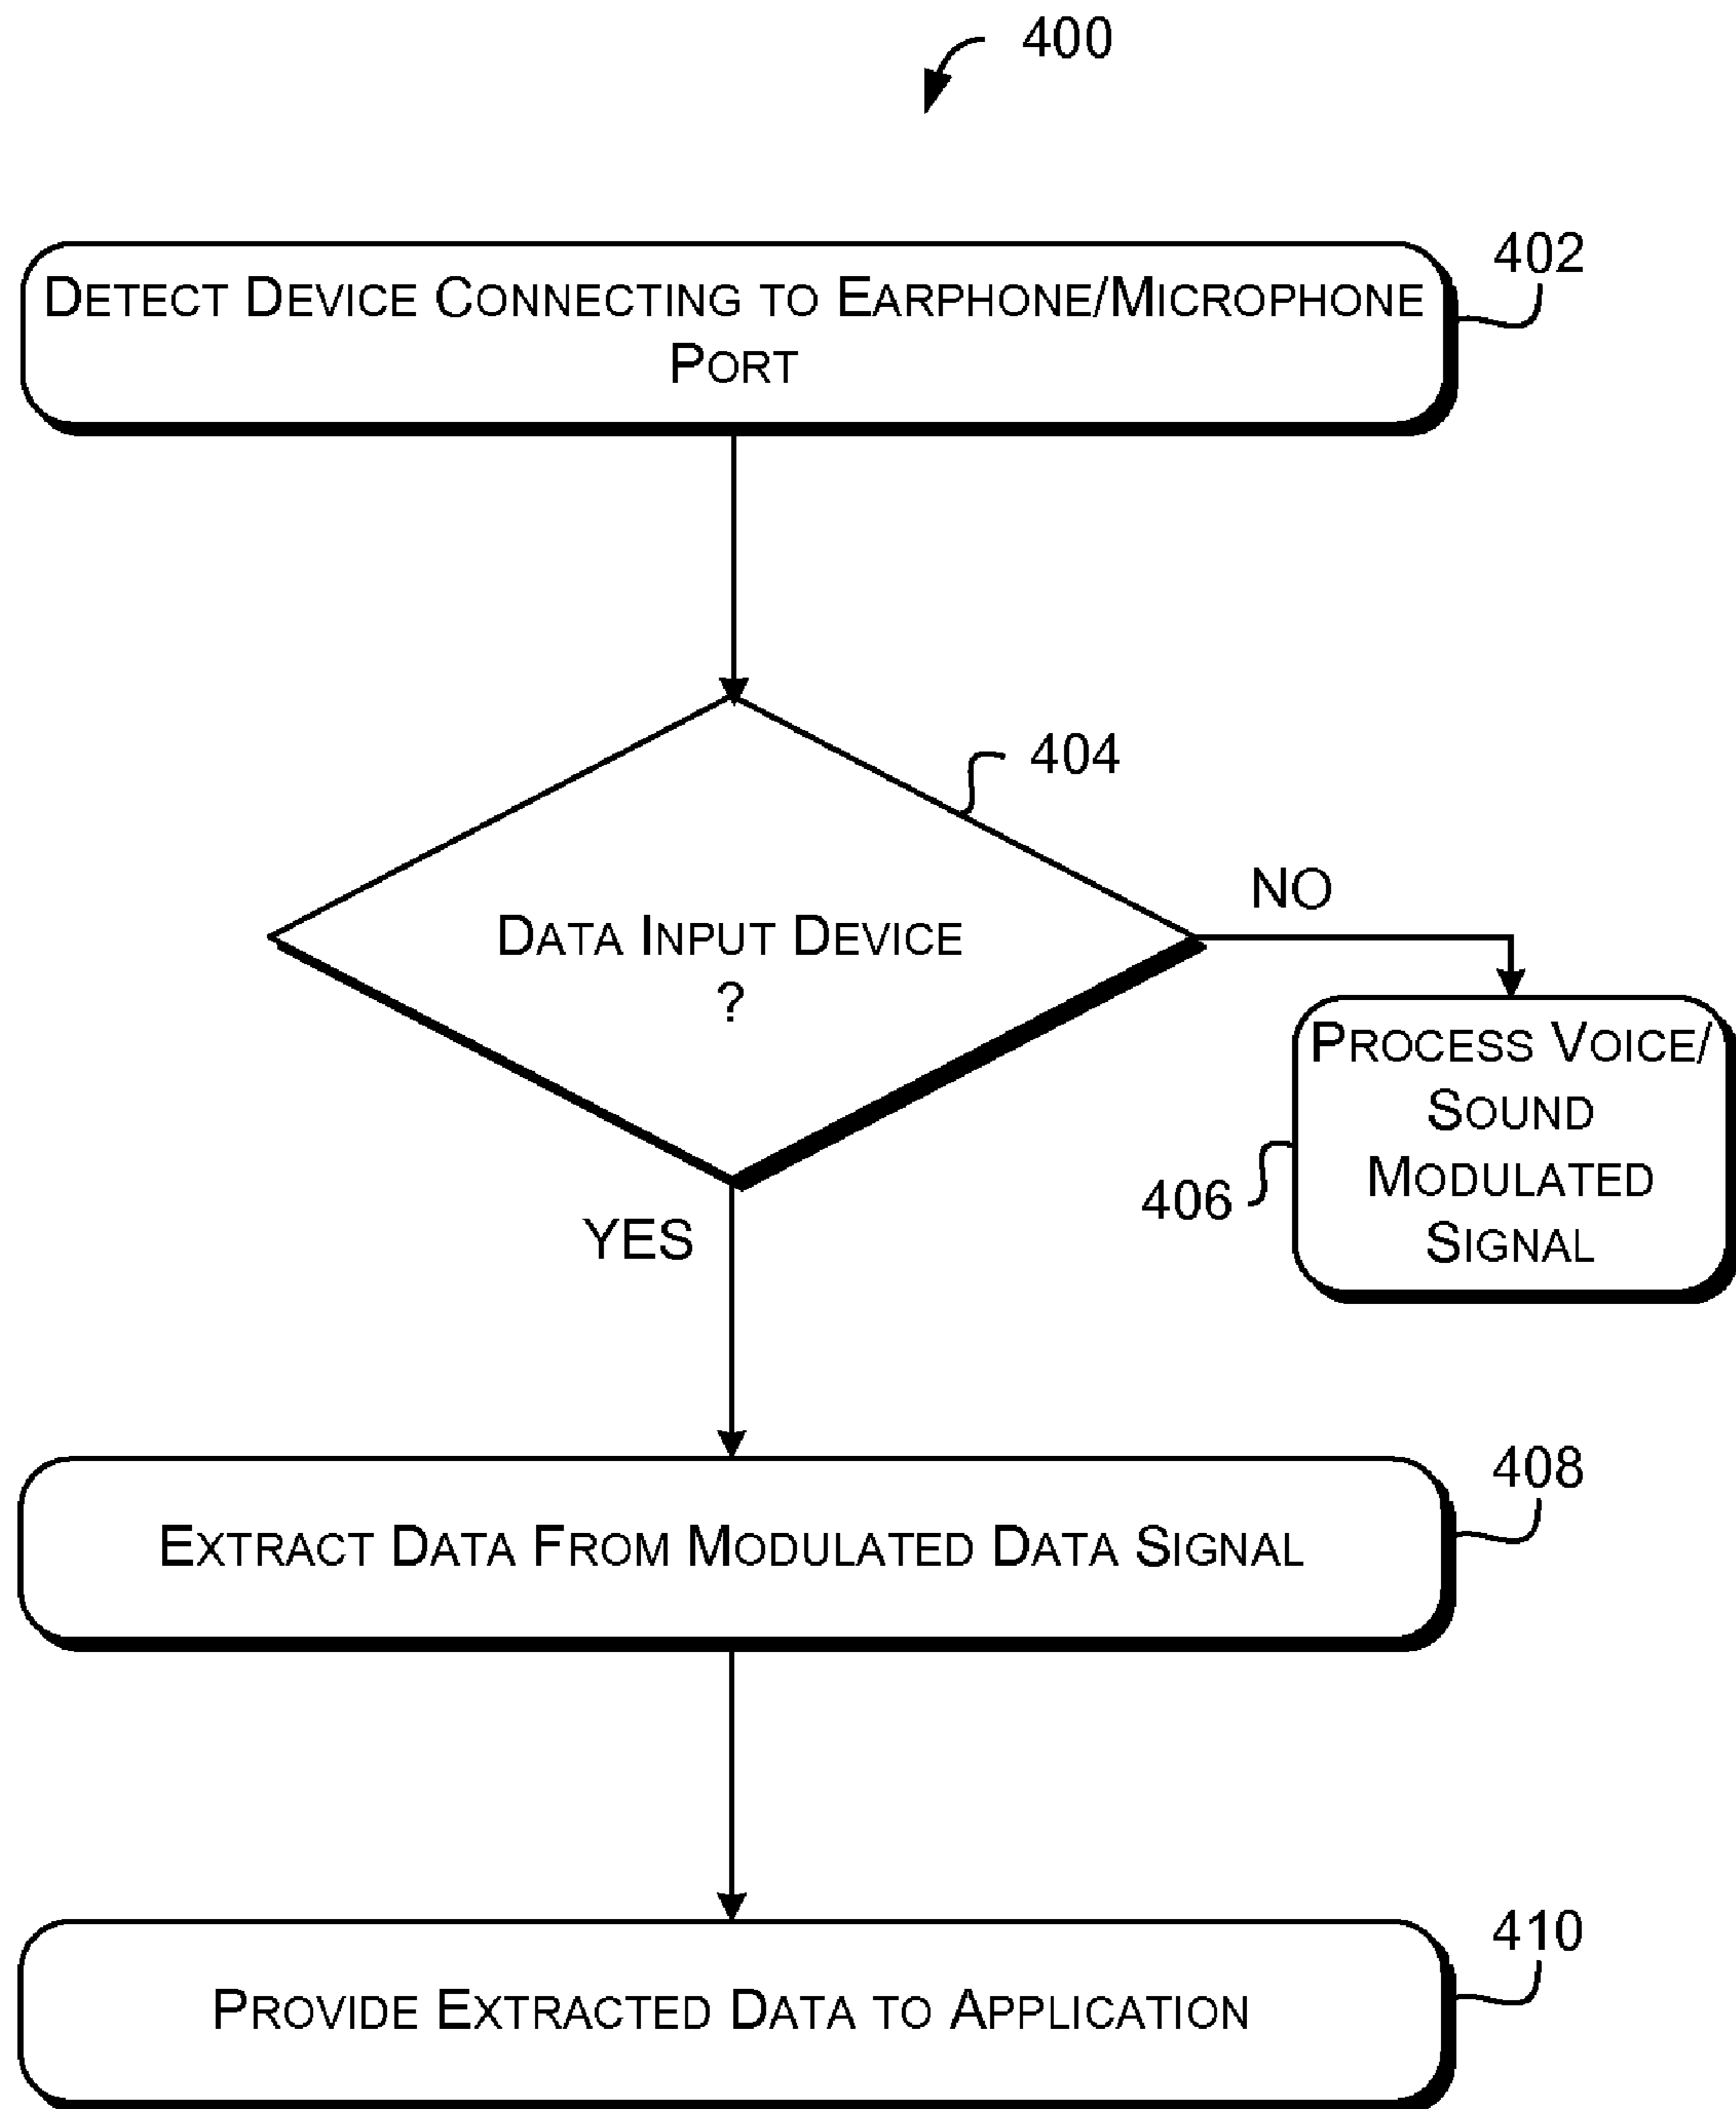 400
DETECT DEVICE CONNECTING TO EARPHONE/MICROPHONE
PORT
402
404
DATA INPUT DEVICE
?
NO
PROCESS VOICE/
SOUND
MODULATED
SIGNAL
406
YES
408
EXTRACT DATA FROM MODULATED DATA SIGNAL
410
PROVIDE EXTRACTED DATA TO APPLICATION